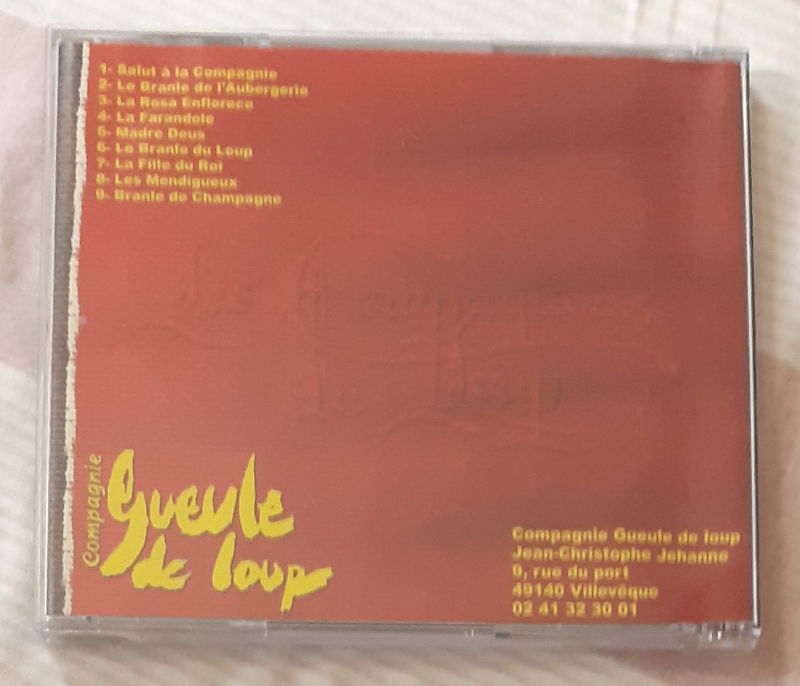 1- Salut à la Compagnie
2- Le Branle de l'Aubergerie
3- La Rosa Enflorece
4- La Farandole
5- Madre Deus
6- Le Branle du Loup
7- La Fille du Roi
8- Les Mendigueux
9- Branle de Champagne
Compagnie
Gueule
de loup
Compagnie Gueule de loup
Jean-Christophe Jehanne
9, rue du port
49140 Villevêque
02 41 32 30 01